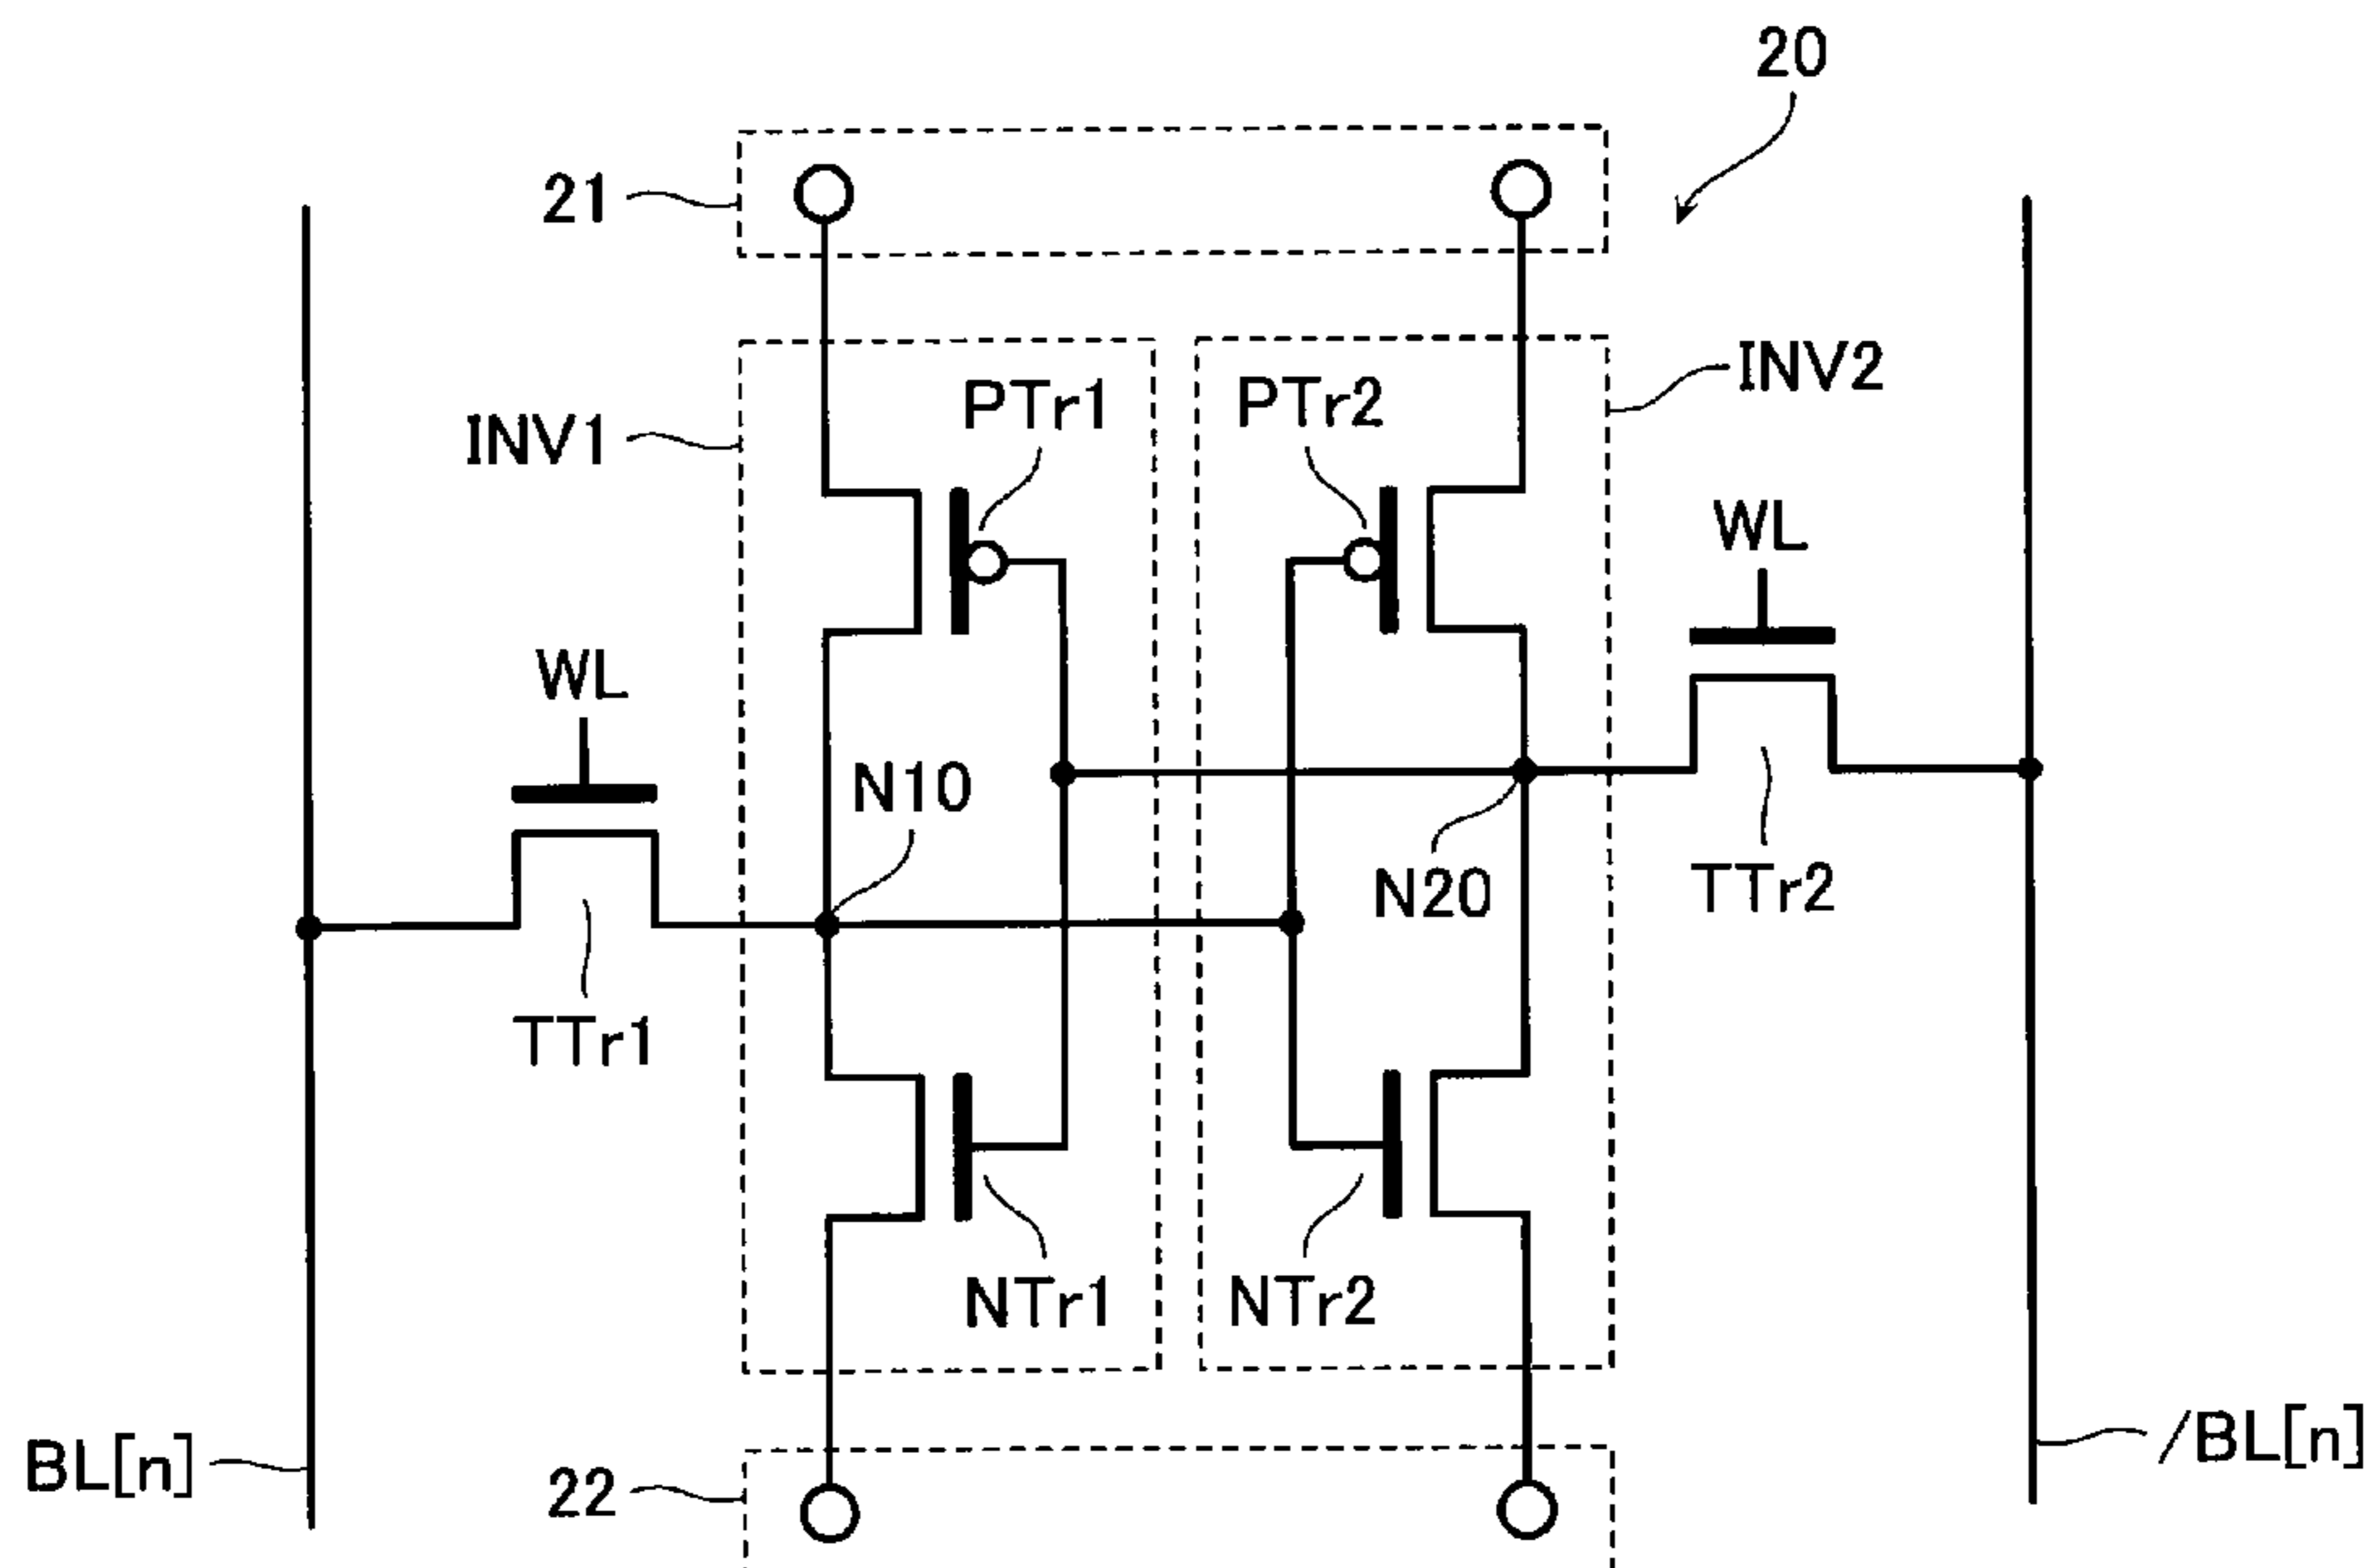 20
21
INV2
PTr1
PTr2
INV1
WL
WL
N10
N20
TTr2
TTr1
NTr1
NTr2
BL[n]
/BL[n]
22